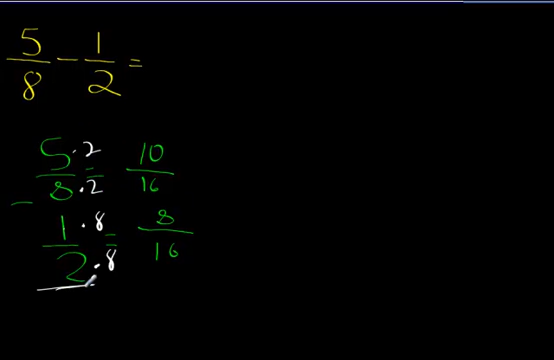 5/8 - 1/2 =
5·2/8·2 = 10/16
- 1·8/2·8 = 8/16